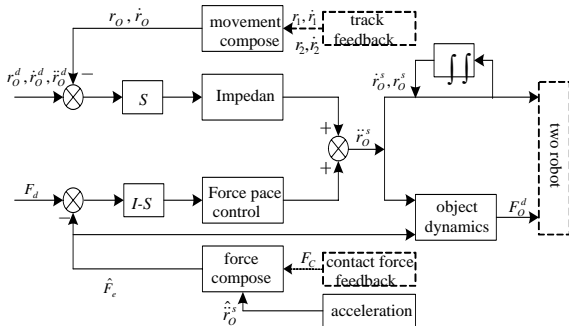 r_O , ṙ_O
movement
compose
r_1 , ṙ_1
r_2 , ṙ_2
track
feedback
r_O^d , ṙ_O^d , r̈_O^d
−
S
Impedan
+
+
r̈_O^s
ṙ_O^s , r_O^s
∫∫
two robot
F_d
−
I-S
Force pace
control
object
dynamics
F_O^d
F̂_e
force
compose
F_C
contact force
feedback
r̈̂_O^s
acceleration